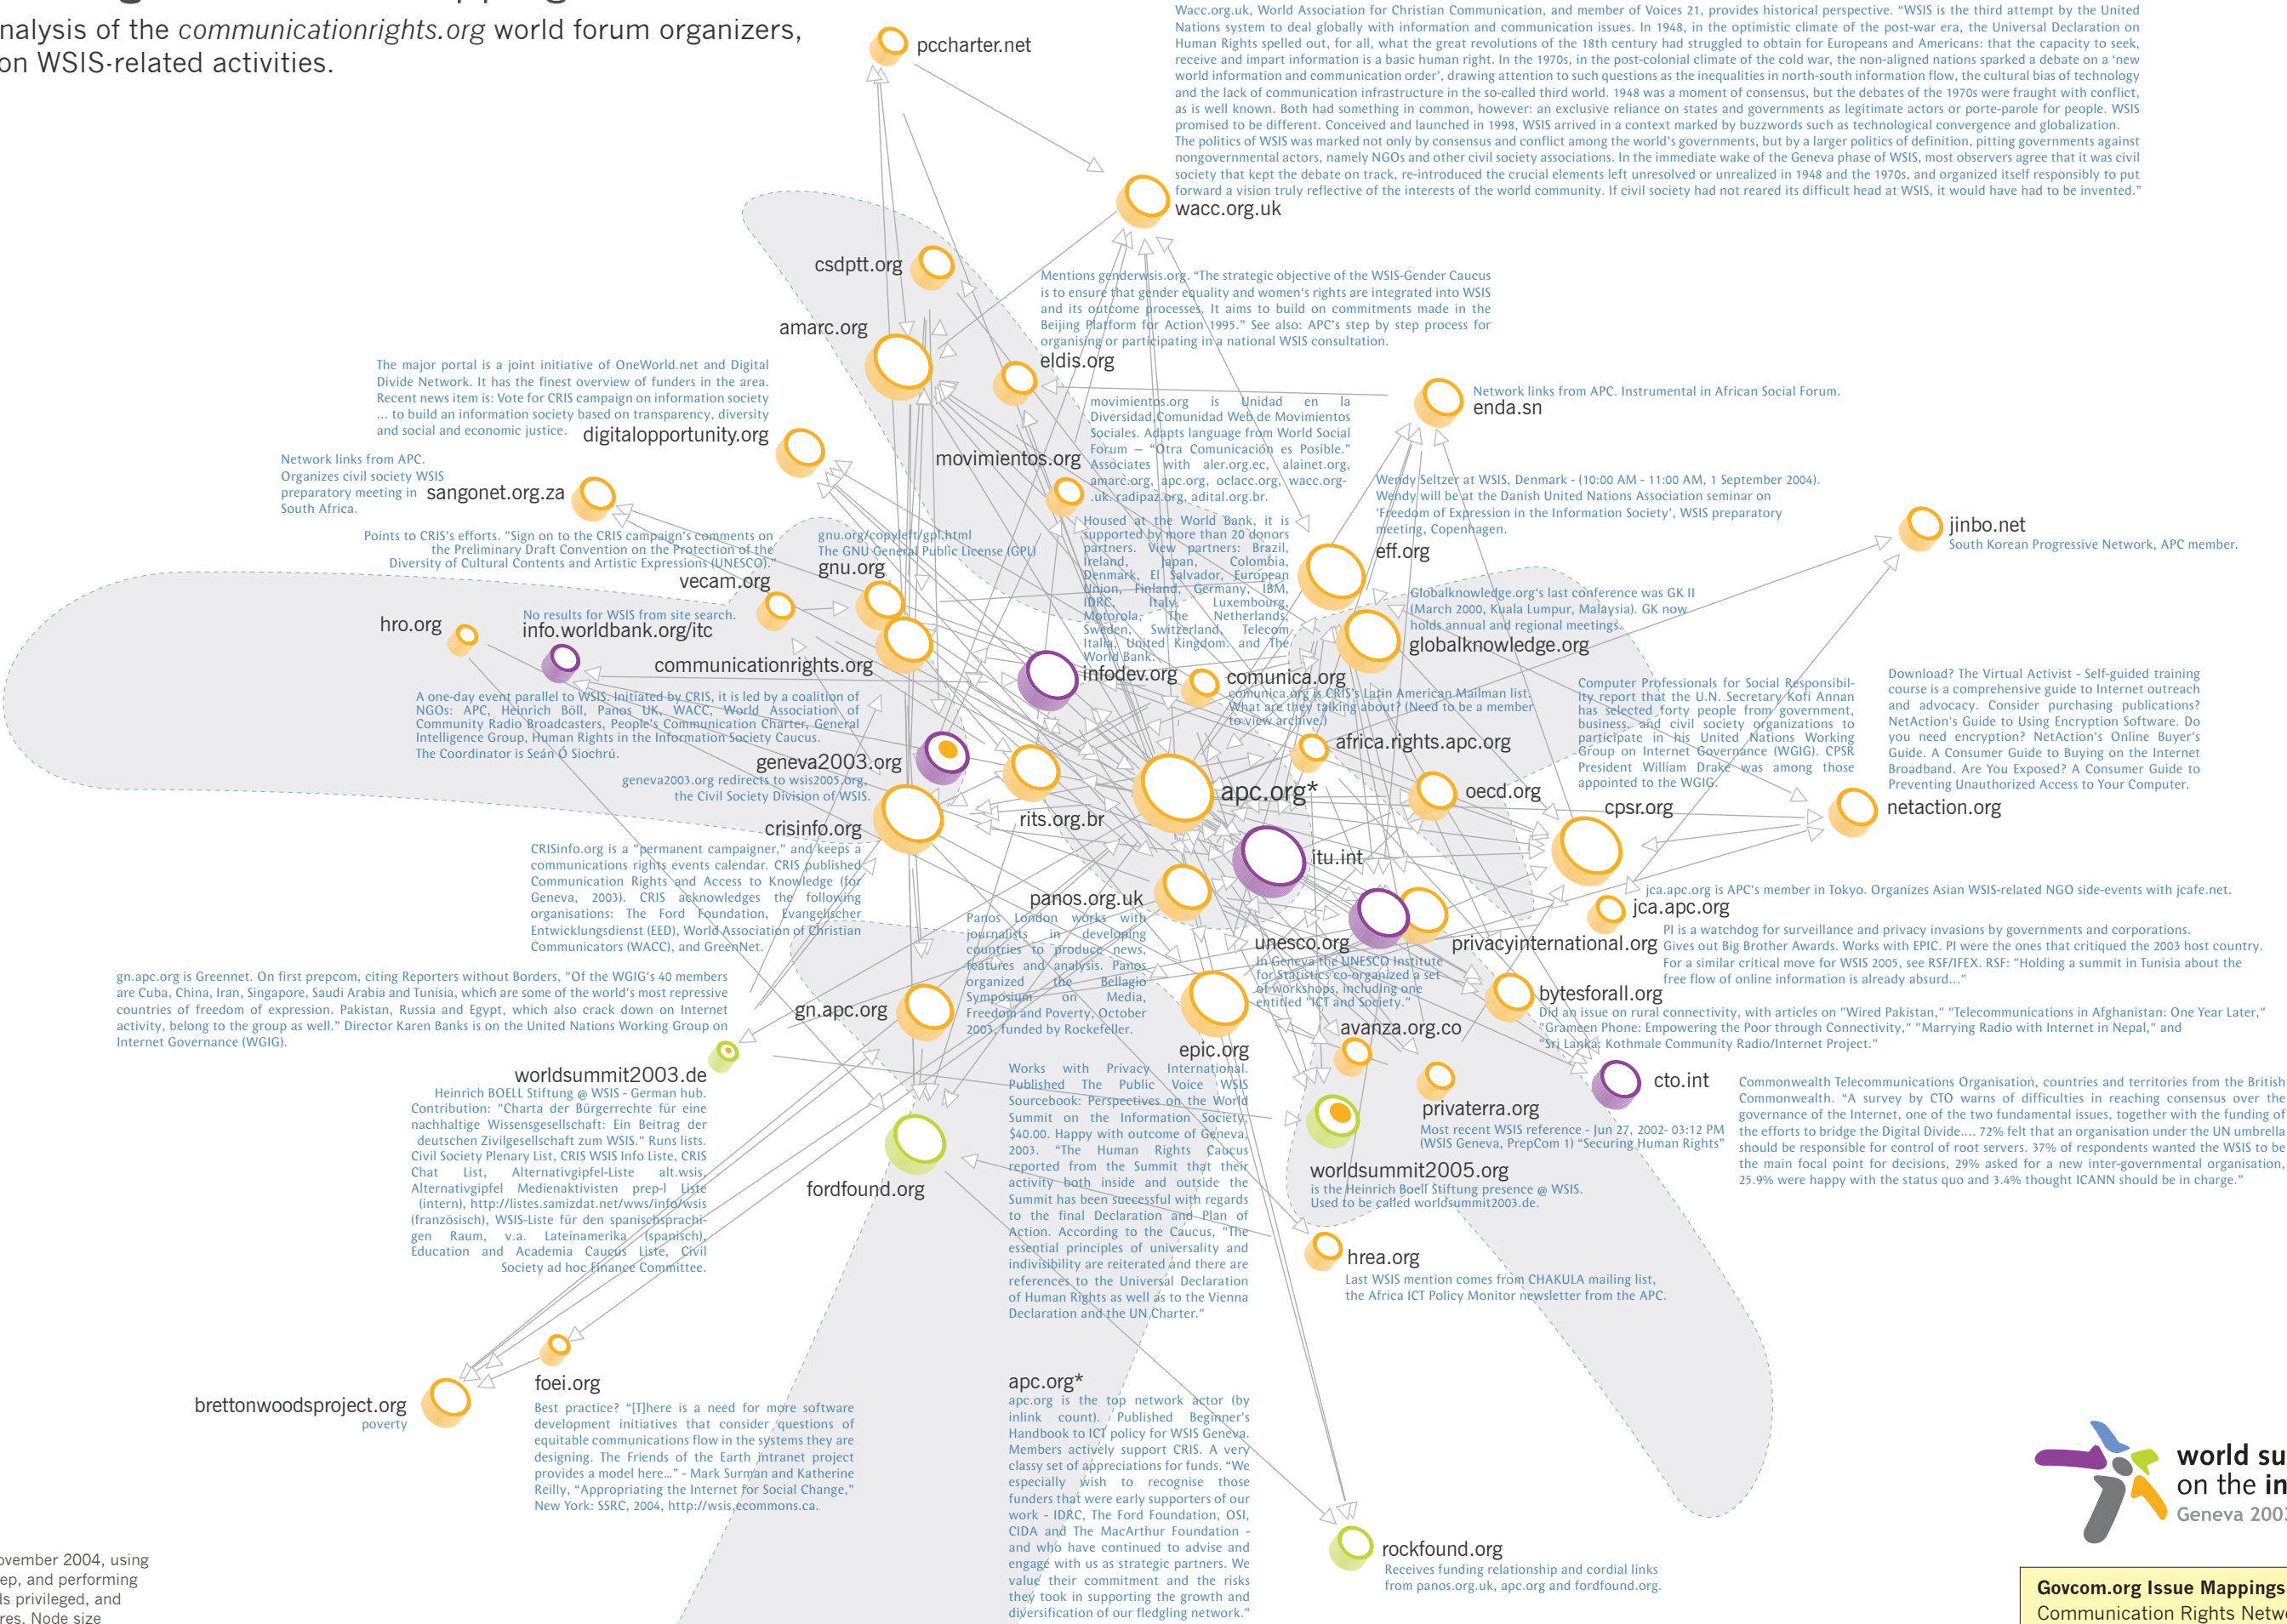 nalysis of the communicationrights.org world forum organizers,
on WSIS-related activities.
pccharter.net
Wacc.org.uk, World Association for Christian Communication, and member of Voices 21, provides historical perspective. “WSIS is the third attempt by the United
Nations system to deal globally with information and communication issues. In 1948, in the optimistic climate of the post-war era, the Universal Declaration on
Human Rights spelled out, for all, what the great revolutions of the 18th century had struggled to obtain for Europeans and Americans: that the capacity to seek,
receive and impart information is a basic human right. In the 1970s, in the post-colonial climate of the cold war, the non-aligned nations sparked a debate on a ‘new
world information and communication order’, drawing attention to such questions as the inequalities in north-south information flow, the cultural bias of technology
and the lack of communication infrastructure in the so-called third world. 1948 was a moment of consensus, but the debates of the 1970s were fraught with conflict,
as is well known. Both had something in common, however: an exclusive reliance on states and governments as legitimate actors or porte-parole for people. WSIS
promised to be different. Conceived and launched in 1998, WSIS arrived in a context marked by buzzwords such as technological convergence and globalization.
The politics of WSIS was marked not only by consensus and conflict among the world's governments, but by a larger politics of definition, pitting governments against
nongovernmental actors, namely NGOs and other civil society associations. In the immediate wake of the Geneva phase of WSIS, most observers agree that it was civil
society that kept the debate on track, re-introduced the crucial elements left unresolved or unrealized in 1948 and the 1970s, and organized itself responsibly to put
forward a vision truly reflective of the interests of the world community. If civil society had not reared its difficult head at WSIS, it would have had to be invented.”
wacc.org.uk
csdptt.org
Mentions genderwsis.org. “The strategic objective of the WSIS-Gender Caucus
is to ensure that gender equality and women's rights are integrated into WSIS
and its outcome processes. It aims to build on commitments made in the
Beijing Platform for Action 1995.” See also: APC's step by step process for
organising or participating in a national WSIS consultation.
eldis.org
amarc.org
The major portal is a joint initiative of OneWorld.net and Digital
Divide Network. It has the finest overview of funders in the area.
Recent news item is: Vote for CRIS campaign on information society
... to build an information society based on transparency, diversity
and social and economic justice.
digitalopportunity.org
Network links from APC. Instrumental in African Social Forum.
enda.sn
movimientos.org is Unidad en la
Diversidad,Comunidad Web de Movimientos
Sociales. Adapts language from World Social
Forum – “Otra Comunicación es Posible.”
Associates with aler.org.ec, alainet.org,
amarc.org, apc.org, oclacc.org, wacc.org-
.uk, radipaz.org, adital.org.br.
movimientos.org
Network links from APC.
Organizes civil society WSIS
preparatory meeting in
South Africa.
sangonet.org.za
Wendy Seltzer at WSIS, Denmark - (10:00 AM - 11:00 AM, 1 September 2004).
Wendy will be at the Danish United Nations Association seminar on
'Freedom of Expression in the Information Society', WSIS preparatory
meeting, Copenhagen.
eff.org
jinbo.net
South Korean Progressive Network, APC member.
Points to CRIS's efforts. “Sign on to the CRIS campaign's comments on
the Preliminary Draft Convention on the Protection of the
Diversity of Cultural Contents and Artistic Expressions (UNESCO).”
vecam.org
gnu.org/copyleft/gpl.html
The GNU General Public License (GPL)
gnu.org
Housed at the World Bank, it is
supported by more than 20 donors
partners. View partners: Brazil,
Ireland, Japan, Colombia,
Denmark, El Salvador, European
Union, Finland, Germany, IBM,
IDRC, Italy, Luxembourg,
Motorola, The Netherlands,
Sweden, Switzerland, Telecom
Italia, United Kingdom. and The
World Bank.
infodev.org
hro.org
No results for WSIS from site search.
info.worldbank.org/itc
communicationrights.org
Globalknowledge.org's last conference was GK II
(March 2000, Kuala Lumpur, Malaysia). GK now
holds annual and regional meetings.
globalknowledge.org
comunica.org
comunica.org is CRIS's Latin American Mailman list.
What are they talking about? (Need to be a member
to view archive.)
A one-day event parallel to WSIS. Initiated by CRIS, it is led by a coalition of
NGOs: APC, Heinrich Böll, Panos UK, WACC, World Association of
Community Radio Broadcasters, People's Communication Charter, General
Intelligence Group, Human Rights in the Information Society Caucus.
The Coordinator is Seán Ó Siochrú.
Computer Professionals for Social Responsibil-
ity report that the U.N. Secretary Kofi Annan
has selected forty people from government,
business, and civil society organizations to
participate in his United Nations Working
Group on Internet Governance (WGIG). CPSR
President William Drake was among those
appointed to the WGIG.
cpsr.org
Download? The Virtual Activist - Self-guided training
course is a comprehensive guide to Internet outreach
and advocacy. Consider purchasing publications?
NetAction's Guide to Using Encryption Software. Do
you need encryption? NetAction's Online Buyer's
Guide. A Consumer Guide to Buying on the Internet
Broadband. Are You Exposed? A Consumer Guide to
Preventing Unauthorized Access to Your Computer.
netaction.org
africa.rights.apc.org
geneva2003.org
geneva2003.org redirects to wsis2005.org,
the Civil Society Division of WSIS.
apc.org*
oecd.org
rits.org.br
crisinfo.org
CRISinfo.org is a "permanent campaigner," and keeps a
communications rights events calendar. CRIS published
Communication Rights and Access to Knowledge (for
Geneva, 2003). CRIS acknowledges the following
organisations: The Ford Foundation, Evangelischer
Entwicklungsdienst (EED), World Association of Christian
Communicators (WACC), and GreenNet.
itu.int
panos.org.uk
Panos London works with
journalists in developing
countries to produce news,
features and analysis. Panos
organized the Bellagio
Symposium on Media,
Freedom and Poverty, October
2003, funded by Rockefeller.
jca.apc.org is APC's member in Tokyo. Organizes Asian WSIS-related NGO side-events with jcafe.net.
jca.apc.org
unesco.org
In Geneva the UNESCO Institute
for Statistics co-organized a set
of workshops, including one
entitled "ICT and Society."
privacyinternational.org
PI is a watchdog for surveillance and privacy invasions by governments and corporations.
Gives out Big Brother Awards. Works with EPIC. PI were the ones that critiqued the 2003 host country.
For a similar critical move for WSIS 2005, see RSF/IFEX. RSF: "Holding a summit in Tunisia about the
free flow of online information is already absurd..."
gn.apc.org is Greennet. On first prepcom, citing Reporters without Borders, "Of the WGIG's 40 members
are Cuba, China, Iran, Singapore, Saudi Arabia and Tunisia, which are some of the world's most repressive
countries of freedom of expression. Pakistan, Russia and Egypt, which also crack down on Internet
activity, belong to the group as well." Director Karen Banks is on the United Nations Working Group on
Internet Governance (WGIG).
gn.apc.org
bytesforall.org
Did an issue on rural connectivity, with articles on "Wired Pakistan," "Telecommunications in Afghanistan: One Year Later,"
"Grameen Phone: Empowering the Poor through Connectivity," "Marrying Radio with Internet in Nepal," and
"Sri Lanka: Kothmale Community Radio/Internet Project."
avanza.org.co
epic.org
Works with Privacy International.
Published The Public Voice WSIS
Sourcebook: Perspectives on the World
Summit on the Information Society,
$40.00. Happy with outcome of Geneva,
2003. “The Human Rights Caucus
reported from the Summit that their
activity both inside and outside the
Summit has been successful with regards
to the final Declaration and Plan of
Action. According to the Caucus, “The
essential principles of universality and
indivisibility are reiterated and there are
references to the Universal Declaration
of Human Rights as well as to the Vienna
Declaration and the UN Charter.”
worldsummit2003.de
Heinrich BOELL Stiftung @ WSIS - German hub.
Contribution: "Charta der Bürgerrechte für eine
nachhaltige Wissensgesellschaft: Ein Beitrag der
deutschen Zivilgesellschaft zum WSIS." Runs lists.
Civil Society Plenary List, CRIS WSIS Info Liste, CRIS
Chat List, Alternativgipfel-Liste alt.wsis,
Alternativgipfel Medienaktivisten prep-l Liste
(intern), http://listes.samizdat.net/wws/info/wsis
(französisch), WSIS-Liste für den spanischsprachi-
gen Raum, v.a. Lateinamerika (spanisch),
Education and Academia Caucus Liste, Civil
Society ad hoc Finance Committee.
cto.int
Commonwealth Telecommunications Organisation, countries and territories from the British
Commonwealth. “A survey by CTO warns of difficulties in reaching consensus over the
governance of the Internet, one of the two fundamental issues, together with the funding of
the efforts to bridge the Digital Divide.... 72% felt that an organisation under the UN umbrella
should be responsible for control of root servers. 37% of respondents wanted the WSIS to be
the main focal point for decisions, 29% asked for a new inter-governmental organisation,
25.9% were happy with the status quo and 3.4% thought ICANN should be in charge.”
privaterra.org
Most recent WSIS reference - Jun 27, 2002- 03:12 PM
(WSIS Geneva, PrepCom 1) “Securing Human Rights”
fordfound.org
worldsummit2005.org
is the Heinrich Boell Stiftung presence @ WSIS.
Used to be called worldsummit2003.de.
hrea.org
Last WSIS mention comes from CHAKULA mailing list,
the Africa ICT Policy Monitor newsletter from the APC.
foei.org
Best practice? “[T]here is a need for more software
development initiatives that consider questions of
equitable communications flow in the systems they are
designing. The Friends of the Earth intranet project
provides a model here...” - Mark Surman and Katherine
Reilly, “Appropriating the Internet for Social Change,”
New York: SSRC, 2004, http://wsis.ecommons.ca.
brettonwoodsproject.org
poverty
apc.org*
apc.org is the top network actor (by
inlink count). Published Beginner's
Handbook to ICT policy for WSIS Geneva.
Members actively support CRIS. A very
classy set of appreciations for funds. “We
especially wish to recognise those
funders that were early supporters of our
work - IDRC, The Ford Foundation, OSI,
CIDA and The MacArthur Foundation -
and who have continued to advise and
engage with us as strategic partners. We
value their commitment and the risks
they took in supporting the growth and
diversification of our fledgling network.”
rockfound.org
Receives funding relationship and cordial links
from panos.org.uk, apc.org and fordfound.org.
world su
on the in
Geneva 2003
ovember 2004, using
ep, and performing
ds privileged, and
res. Node size
Govcom.org Issue Mappings
Communication Rights Netw